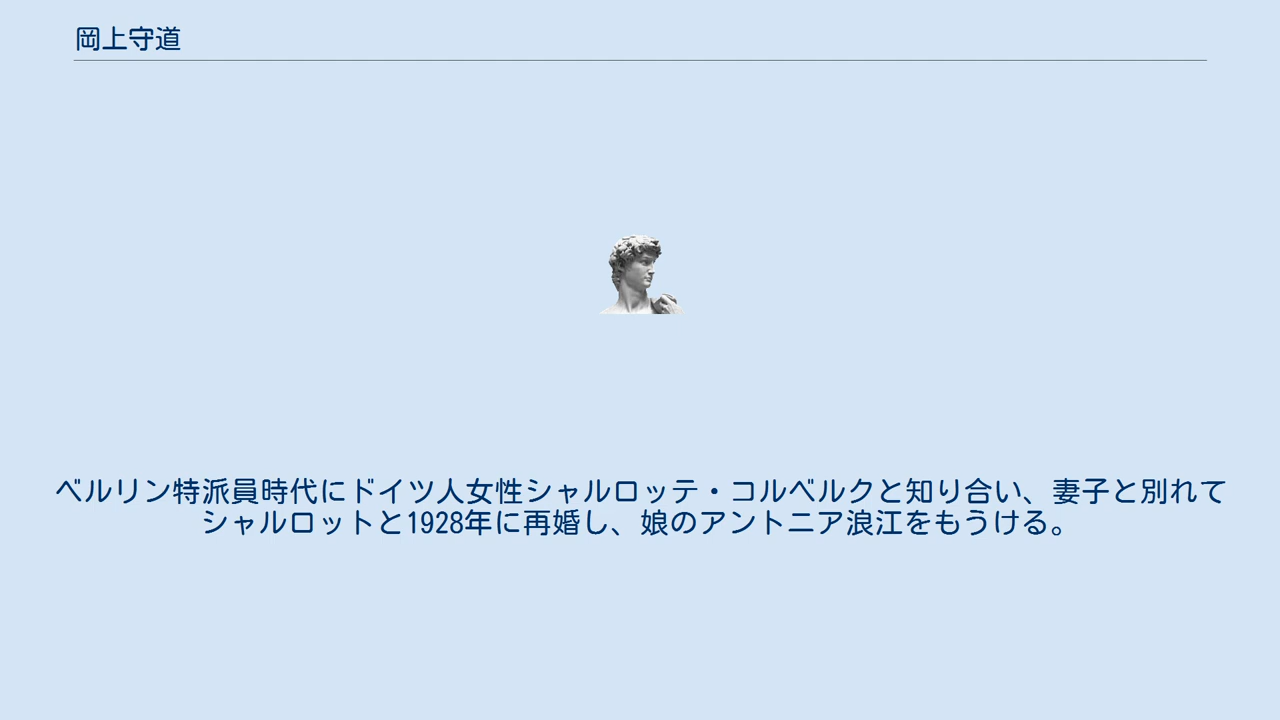 岡上守道
ベルリン特派員時代にドイツ人女性シャルロッテ・コルベルクと知り合い、妻子と別れて
シャルロットと1928年に再婚し、娘のアントニア浪江をもうける。